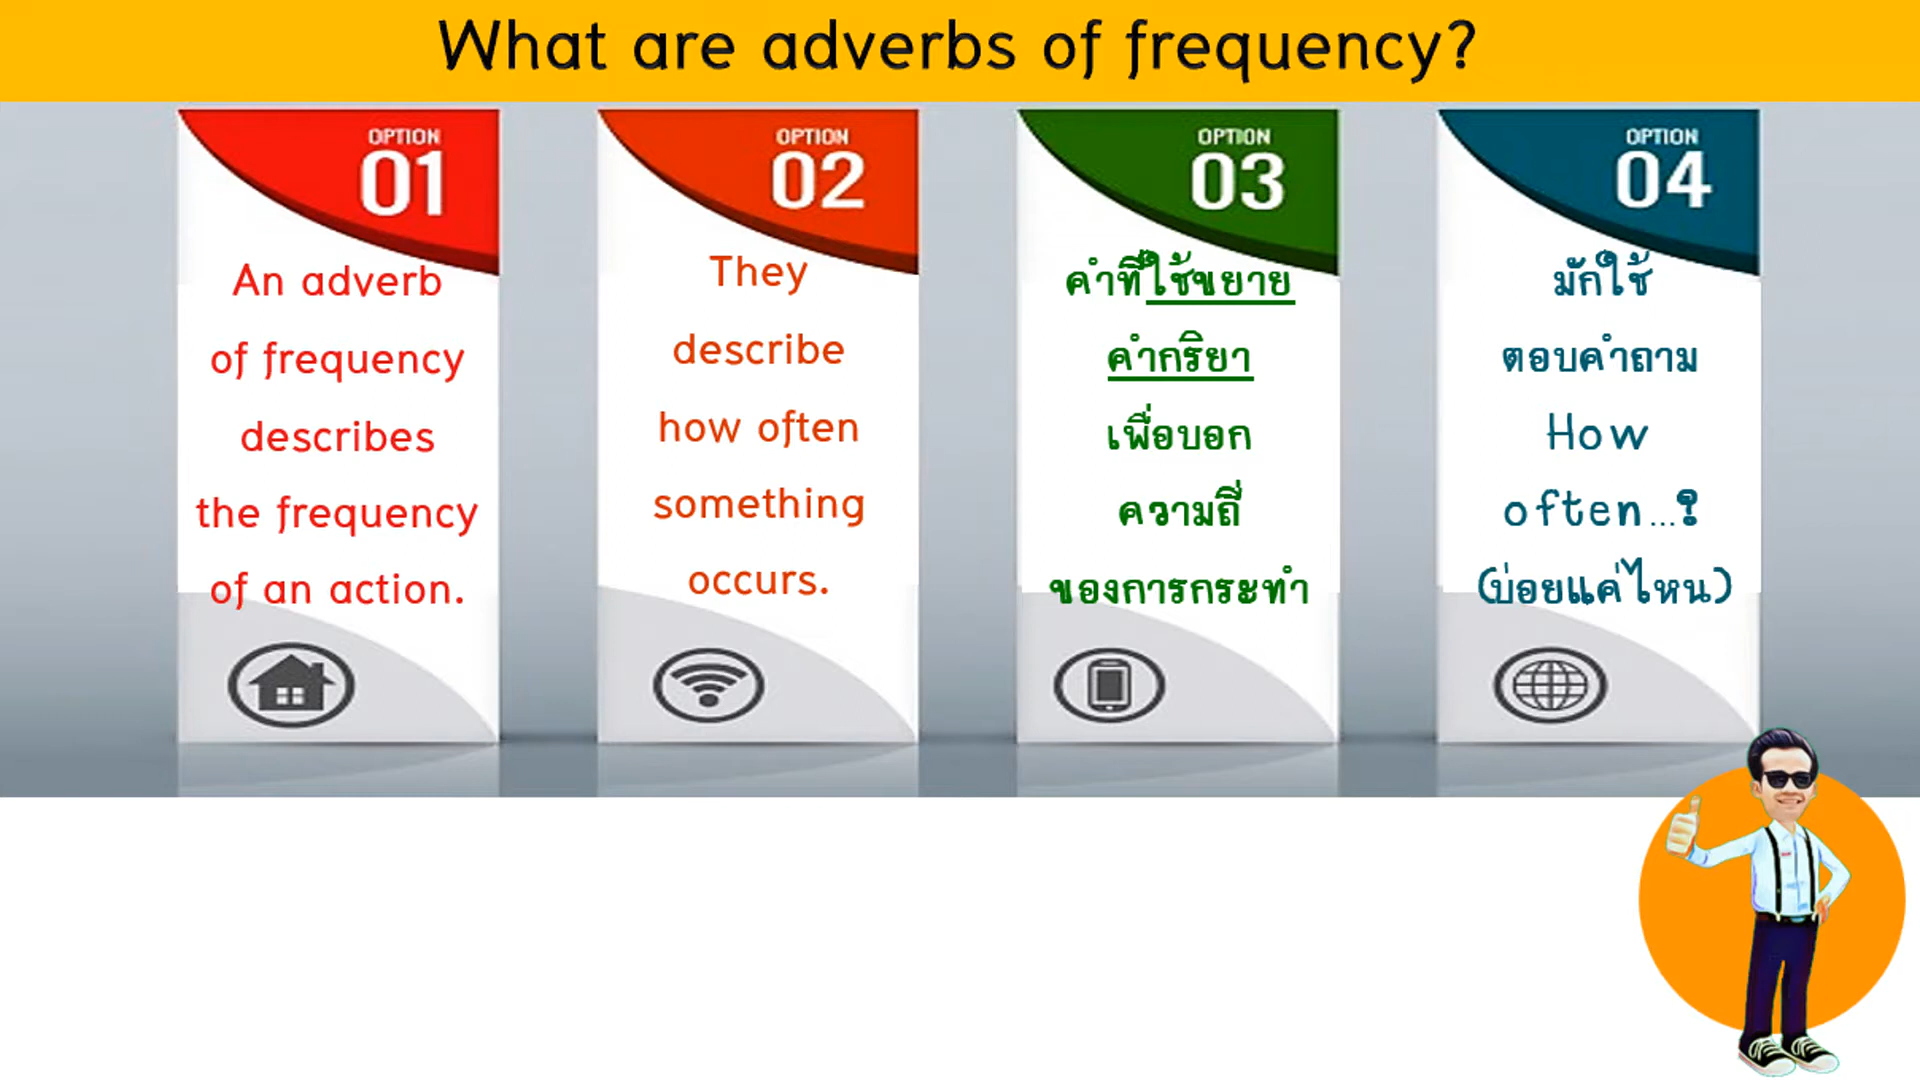 What are adverbs of frequency?
OPTION
01
An adverb
of frequency
describes
the frequency
of an action.
OPTION
02
They
describe
how often
something
occurs.
OPTION
03
คำที่ใช้ขยาย
คำกริยา
เพื่อบอก
ความถี่
ของการกระทำ
OPTION
04
มักใช้
ตอบคำถาม
How
often...?
(บ่อยแค่ไหน)